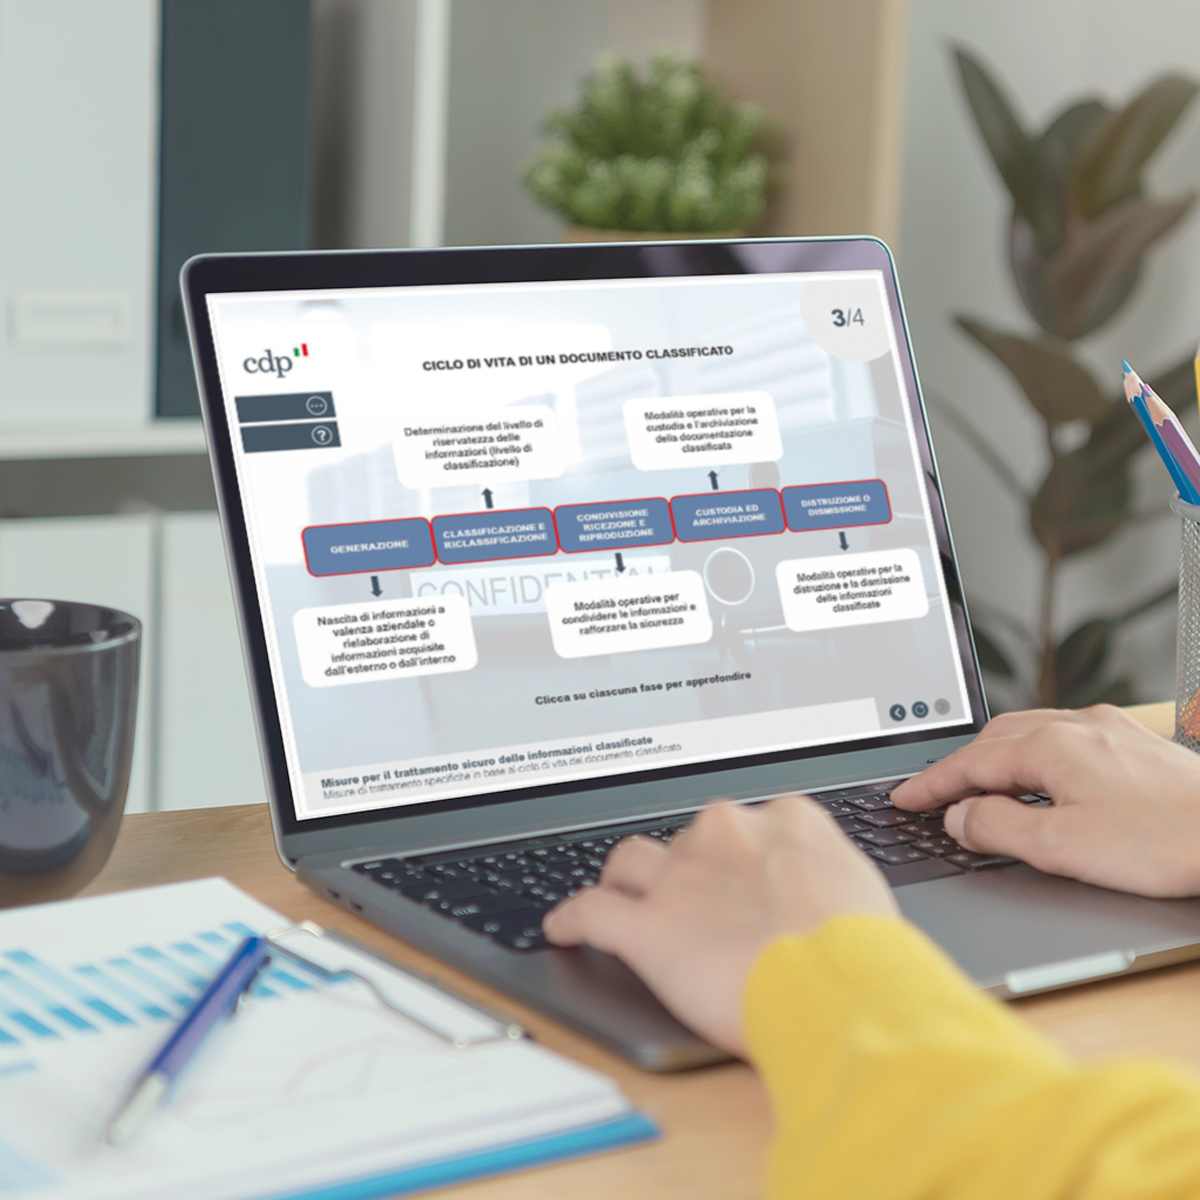 3/4
cdp
CICLO DI VITA DI UN DOCUMENTO CLASSIFICATO
Determinazione del livello di
riservatezza delle
informazioni (livello di
classificazione)
Modalità operative per la
custodia e l'archiviazione
della documentazione
classificata
GENERAZIONE
CLASSIFICAZIONE E
RICLASSIFICAZIONE
CONDIVISIONE
RICEZIONE E
RIPRODUZIONE
CUSTODIA ED
ARCHIVIAZIONE
DISTRUZIONE O
DISMISSIONE
CONFIDENTIAL
Nascita di informazioni a
valenza aziendale o
rielaborazione di
informazioni acquisite
dall'esterno o dall'interno
Modalità operative per
condividere le informazioni e
rafforzare la sicurezza
Modalità operative per la
distruzione e la dismissione
delle informazioni
classificate
Clicca su ciascuna fase per approfondire
Misure per il trattamento sicuro delle informazioni classificate
Misure di trattamento specifiche in base al ciclo di vita del documento classificato